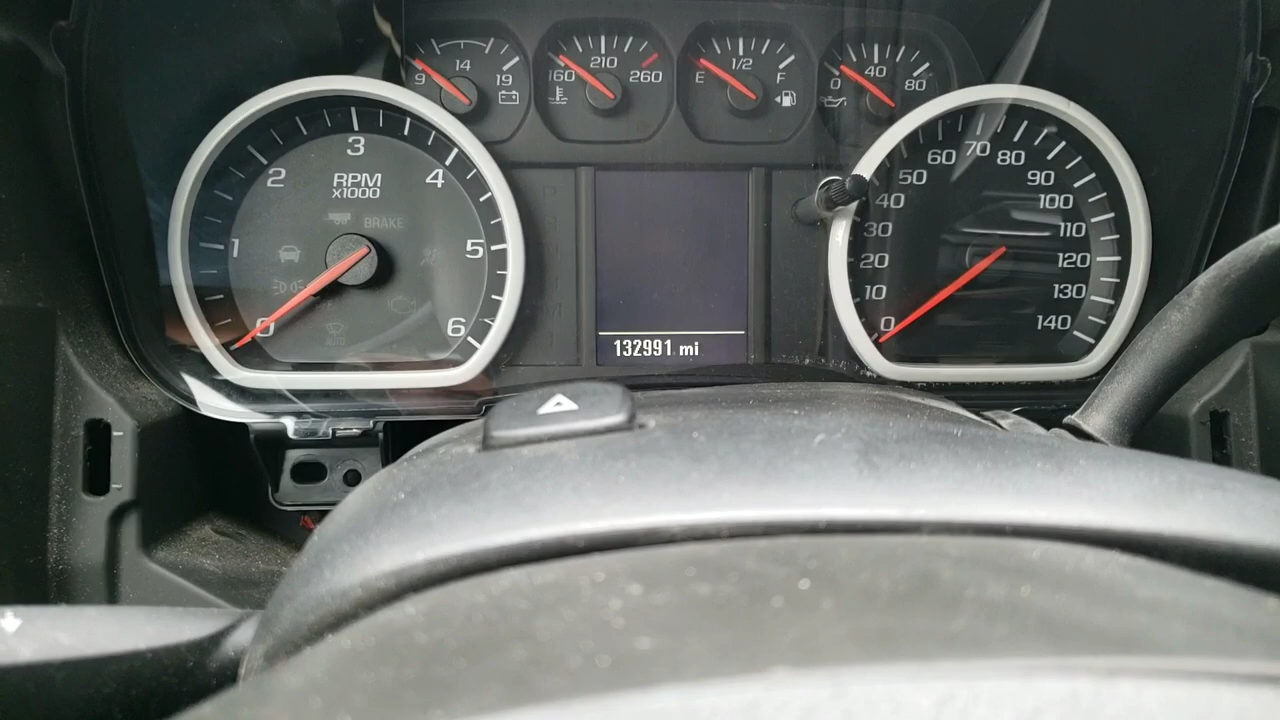 9 14 19
160 210 260
E 1/2 F
0 40 80
0 1 2 3 4 5 6
RPM
x1000
BRAKE
AUTO
132991 mi
0 10 20 30 40 50 60 70 80 90 100 110 120 130 140